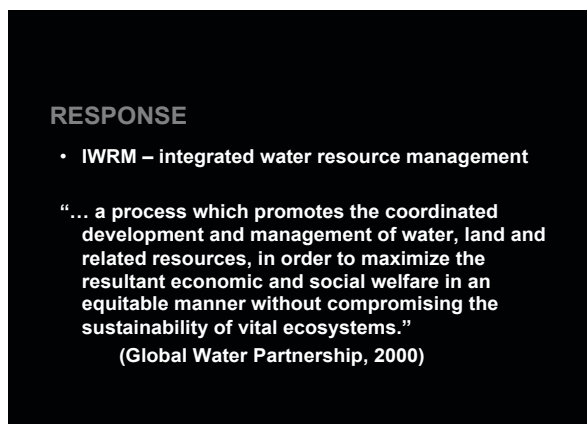 RESPONSE
• IWRM – integrated water resource management
“… a process which promotes the coordinated
development and management of water, land and
related resources, in order to maximize the
resultant economic and social welfare in an
equitable manner without compromising the
sustainability of vital ecosystems.”
(Global Water Partnership, 2000)